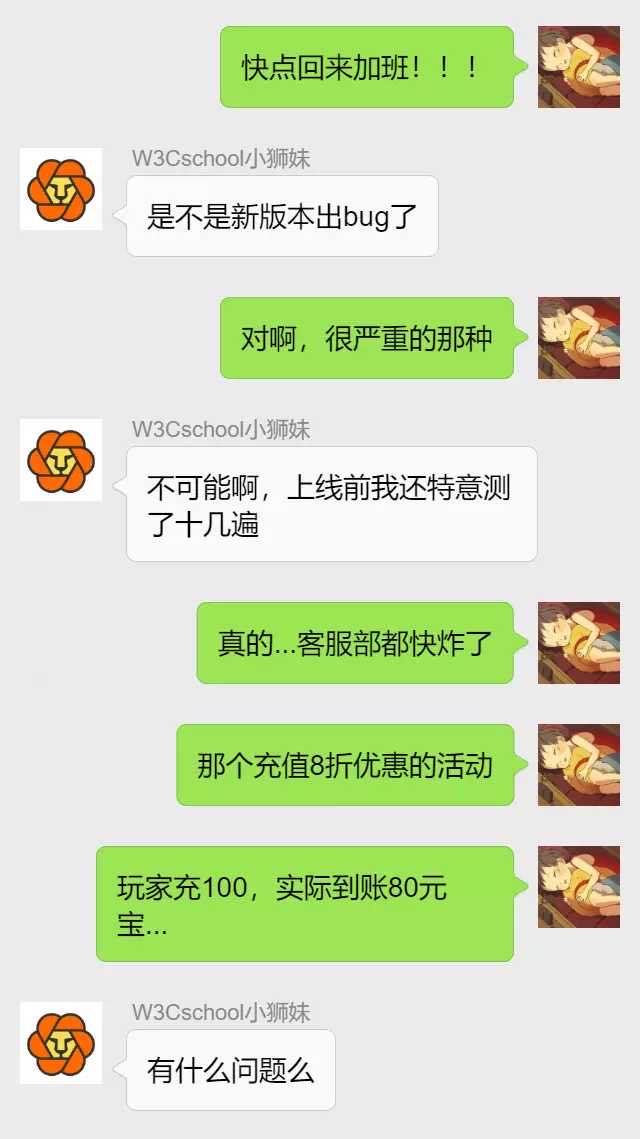 快点回来加班！！！
W3Cschool小狮妹
是不是新版本出bug了
对啊，很严重的那种
W3Cschool小狮妹
不可能啊，上线前我还特意测
了十几遍
真的...客服部都快炸了
那个充值8折优惠的活动
玩家充100，实际到账80元
宝...
W3Cschool小狮妹
有什么问题么